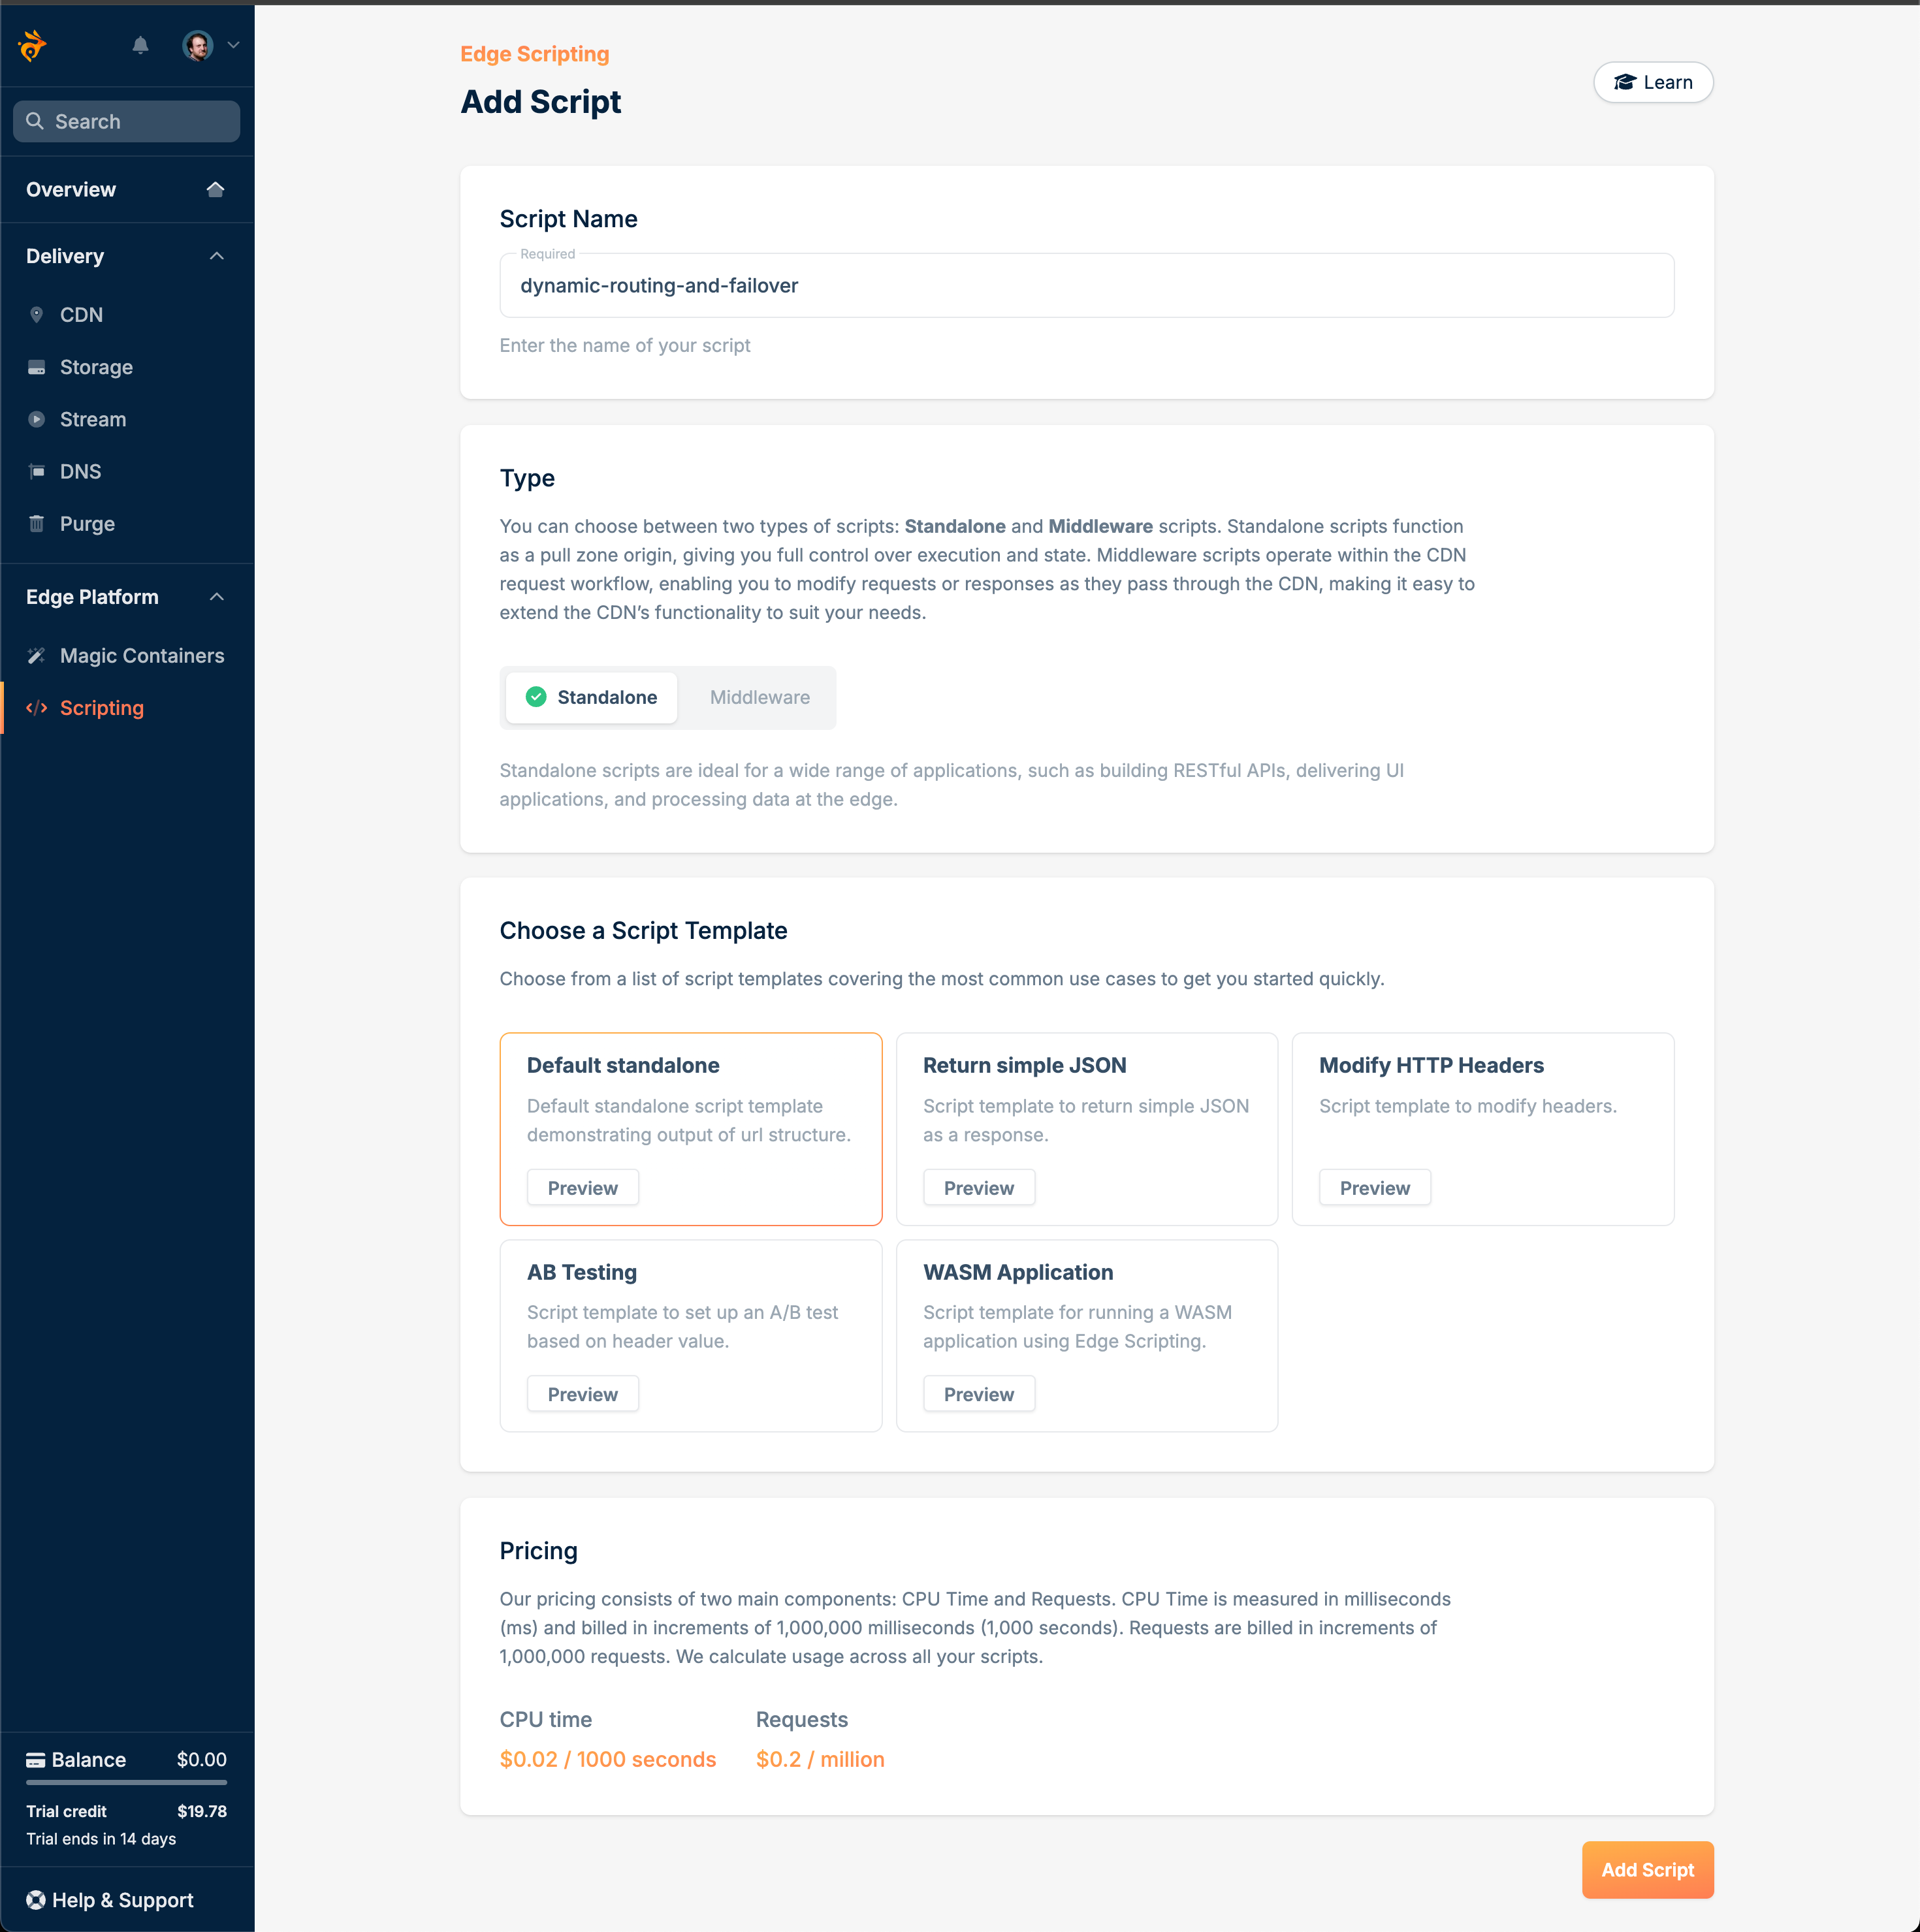 Search
Overview
Delivery
CDN
Storage
Stream
DNS
Purge
Edge Platform
Magic Containers
Scripting
Balance $0.00
Trial credit $19.78
Trial ends in 14 days
Help & Support
Edge Scripting
Add Script
Learn
Script Name
Required
dynamic-routing-and-failover
Enter the name of your script
Type
You can choose between two types of scripts: Standalone and Middleware scripts. Standalone scripts function
as a pull zone origin, giving you full control over execution and state. Middleware scripts operate within the CDN
request workflow, enabling you to modify requests or responses as they pass through the CDN, making it easy to
extend the CDN’s functionality to suit your needs.
Standalone Middleware
Standalone scripts are ideal for a wide range of applications, such as building RESTful APIs, delivering UI
applications, and processing data at the edge.
Choose a Script Template
Choose from a list of script templates covering the most common use cases to get you started quickly.
Default standalone
Default standalone script template
demonstrating output of url structure.
Preview
Return simple JSON
Script template to return simple JSON
as a response.
Preview
Modify HTTP Headers
Script template to modify headers.
Preview
AB Testing
Script template to set up an A/B test
based on header value.
Preview
WASM Application
Script template for running a WASM
application using Edge Scripting.
Preview
Pricing
Our pricing consists of two main components: CPU Time and Requests. CPU Time is measured in milliseconds
(ms) and billed in increments of 1,000,000 milliseconds (1,000 seconds). Requests are billed in increments of
1,000,000 requests. We calculate usage across all your scripts.
CPU time
$0.02 / 1000 seconds
Requests
$0.2 / million
Add Script